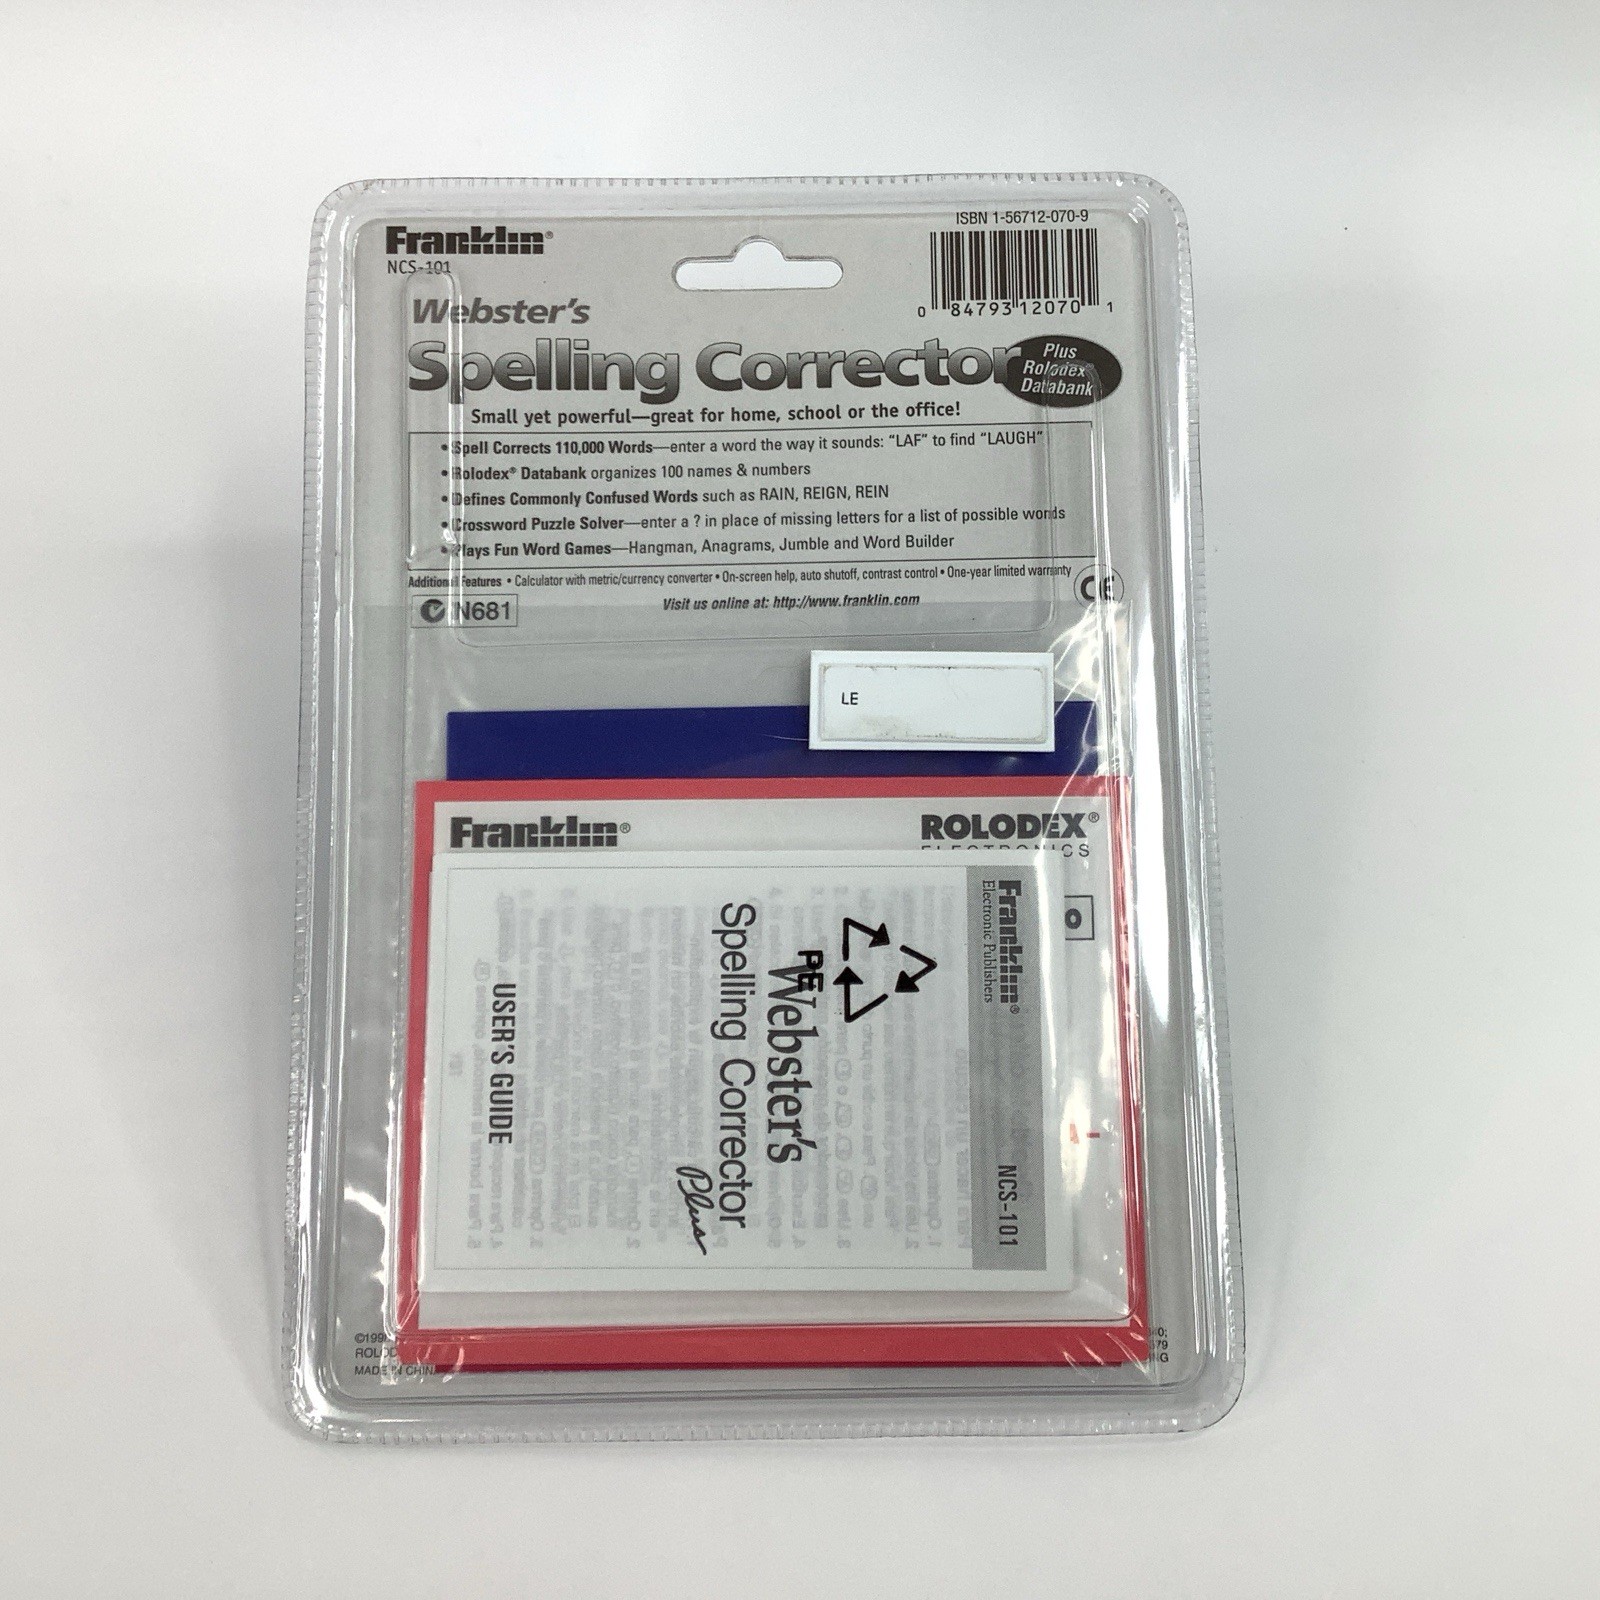 ISBN 1-56712-070-9
Franklin®
NCS-101
0 84793 12070 1
Webster's
Spelling Corrector
Plus
Rolodex®
Databank
Small yet powerful—great for home, school or the office!
• Spell Corrects 110,000 Words—enter a word the way it sounds: “LAF” to find “LAUGH”
• Rolodex® Databank organizes 100 names & numbers
• Defines Commonly Confused Words such as RAIN, REIGN, REIN
• Crossword Puzzle Solver—enter a ? in place of missing letters for a list of possible words
• Plays Fun Word Games—Hangman, Anagrams, Jumble and Word Builder
Additional Features • Calculator with metric/currency converter • On-screen help, auto shutoff, contrast control • One-year limited warranty
CE
N681
Visit us online at: http://www.franklin.com
LE
Franklin®
ROLODEX®
ELECTRONICS
Franklin®
Electronic Publishers
NCS-101
PE
Webster's
Spelling Corrector
Plus
USER'S GUIDE
MADE IN CHINA